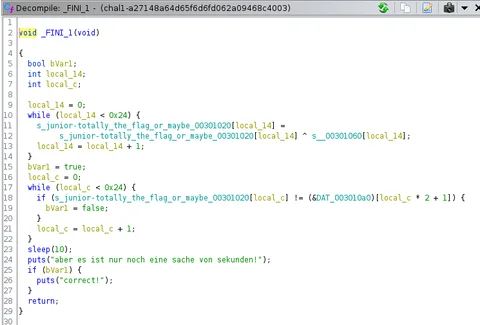 Decompile: _FINI_1 - (chal1-a27148a64d65f6d6fd062a09468c4003)
1
2 void _FINI_1(void)
3
4 {
5 bool bVar1;
6 int local_14;
7 int local_c;
8
9 local_14 = 0;
10 while (local_14 < 0x24) {
11 s_junior-totally_the_flag_or_maybe_00301020[local_14] =
12 s_junior-totally_the_flag_or_maybe_00301020[local_14] ^ s__00301060[local_14];
13 local_14 = local_14 + 1;
14 }
15 bVar1 = true;
16 local_c = 0;
17 while (local_c < 0x24) {
18 if (s_junior-totally_the_flag_or_maybe_00301020[local_c] != (&DAT_003010a0)[local_c * 2 + 1]) {
19 bVar1 = false;
20 }
21 local_c = local_c + 1;
22 }
23 sleep(10);
24 puts("aber es ist nur noch eine sache von sekunden!");
25 if (bVar1) {
26 puts("correct!");
27 }
28 return;
29 }
30